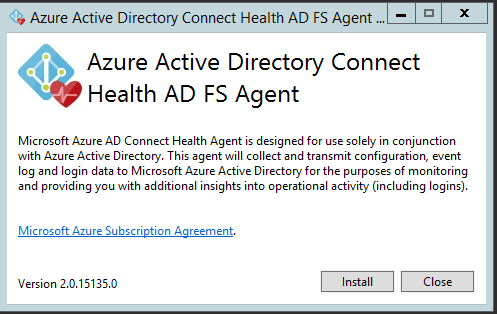 Azure Active Directory Connect Health AD FS Agent ...
Azure Active Directory Connect
Health AD FS Agent
Microsoft Azure AD Connect Health Agent is designed for use solely in conjunction
with Azure Active Directory. This agent will collect and transmit configuration, event
log and login data to Microsoft Azure Active Directory for the purposes of monitoring
and providing you with additional insights into operational activity (including logins).
Microsoft Azure Subscription Agreement.
Version 2.0.15135.0
Install
Close